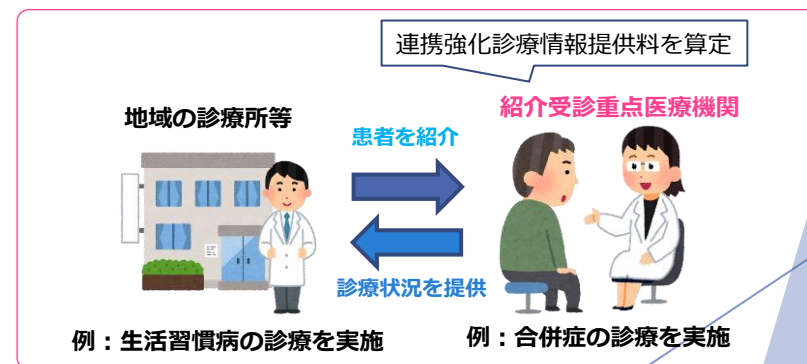 連携強化診療情報提供料を算定
地域の診療所等
紹介受診重点医療機関
患者を紹介
診療状況を提供
例：生活習慣病の診療を実施
例：合併症の診療を実施